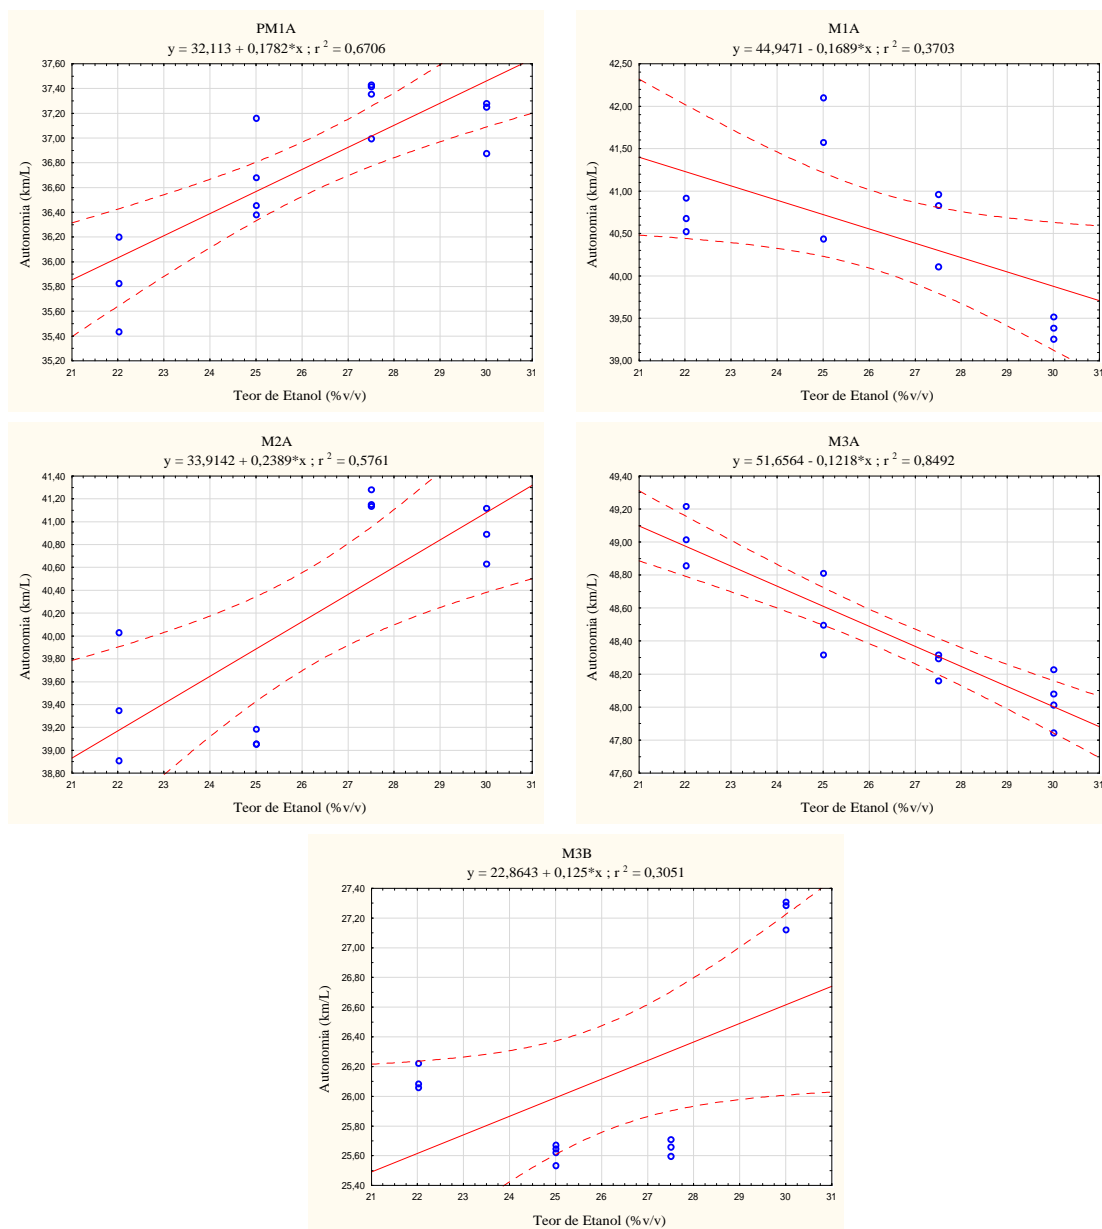 PM1A
y = 32,113 + 0,1782*x ; r ² = 0,6706
Autonomia (km/L)
37,60
37,40
37,20
37,00
36,80
36,60
36,40
36,20
36,00
35,80
35,60
35,40
35,20
21 22 23 24 25 26 27 28 29 30 31
Teor de Etanol (%v/v)
M1A
y = 44,9471 - 0,1689*x ; r ² = 0,3703
Autonomia (km/L)
42,50
42,00
41,50
41,00
40,50
40,00
39,50
39,00
21 22 23 24 25 26 27 28 29 30 31
Teor de Etanol (%v/v)
M2A
y = 33,9142 + 0,2389*x ; r ² = 0,5761
Autonomia (km/L)
41,40
41,20
41,00
40,80
40,60
40,40
40,20
40,00
39,80
39,60
39,40
39,20
39,00
38,80
21 22 23 24 25 26 27 28 29 30 31
Teor de Etanol (%v/v)
M3A
y = 51,6564 - 0,1218*x ; r ² = 0,8492
Autonomia (km/L)
49,40
49,20
49,00
48,80
48,60
48,40
48,20
48,00
47,80
47,60
21 22 23 24 25 26 27 28 29 30 31
Teor de Etanol (%v/v)
M3B
y = 22,8643 + 0,125*x ; r ² = 0,3051
Autonomia (km/L)
27,40
27,20
27,00
26,80
26,60
26,40
26,20
26,00
25,80
25,60
25,40
21 22 23 24 25 26 27 28 29 30 31
Teor de Etanol (%v/v)